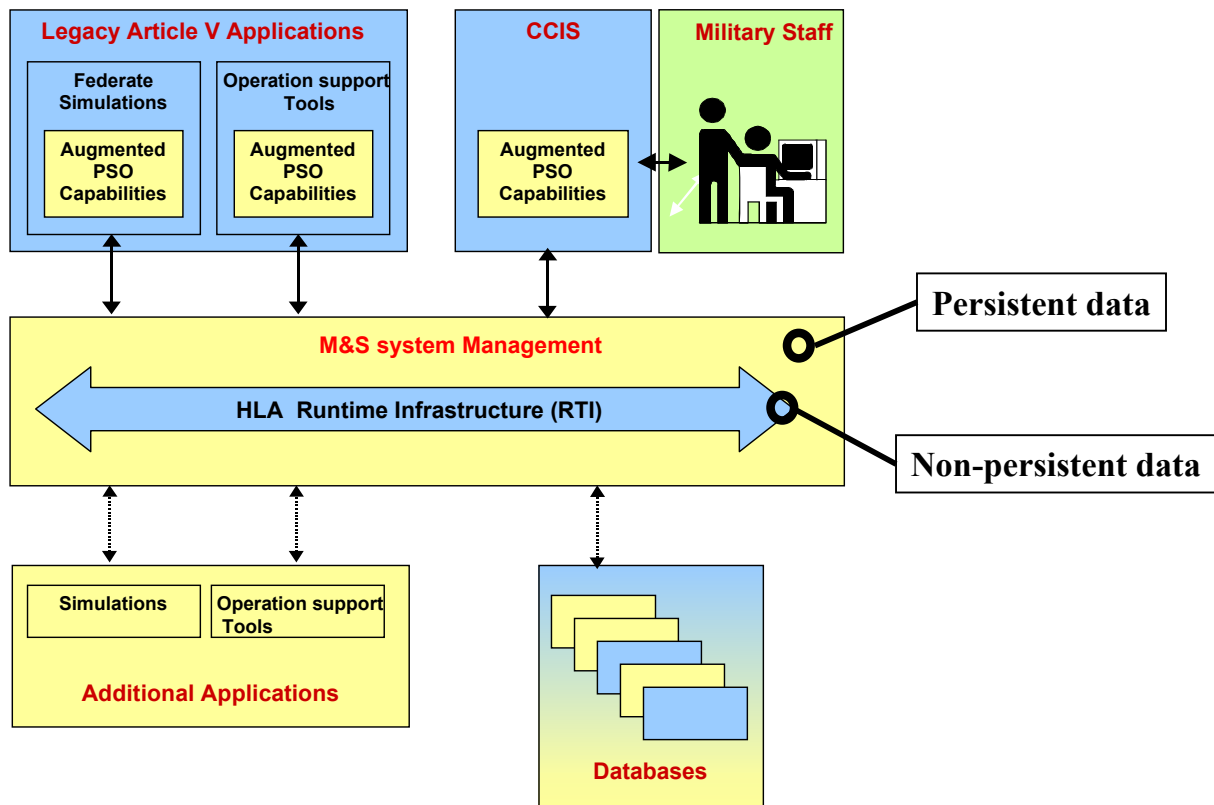 Legacy Article V Applications
Federate
Simulations
Augmented
PSO
Capabilities
Operation support
Tools
Augmented
PSO
Capabilities
CCIS
Augmented
PSO
Capabilities
Military Staff
Persistent data
M&S system Management
HLA Runtime Infrastructure (RTI)
Non-persistent data
Simulations
Operation support
Tools
Additional Applications
Databases